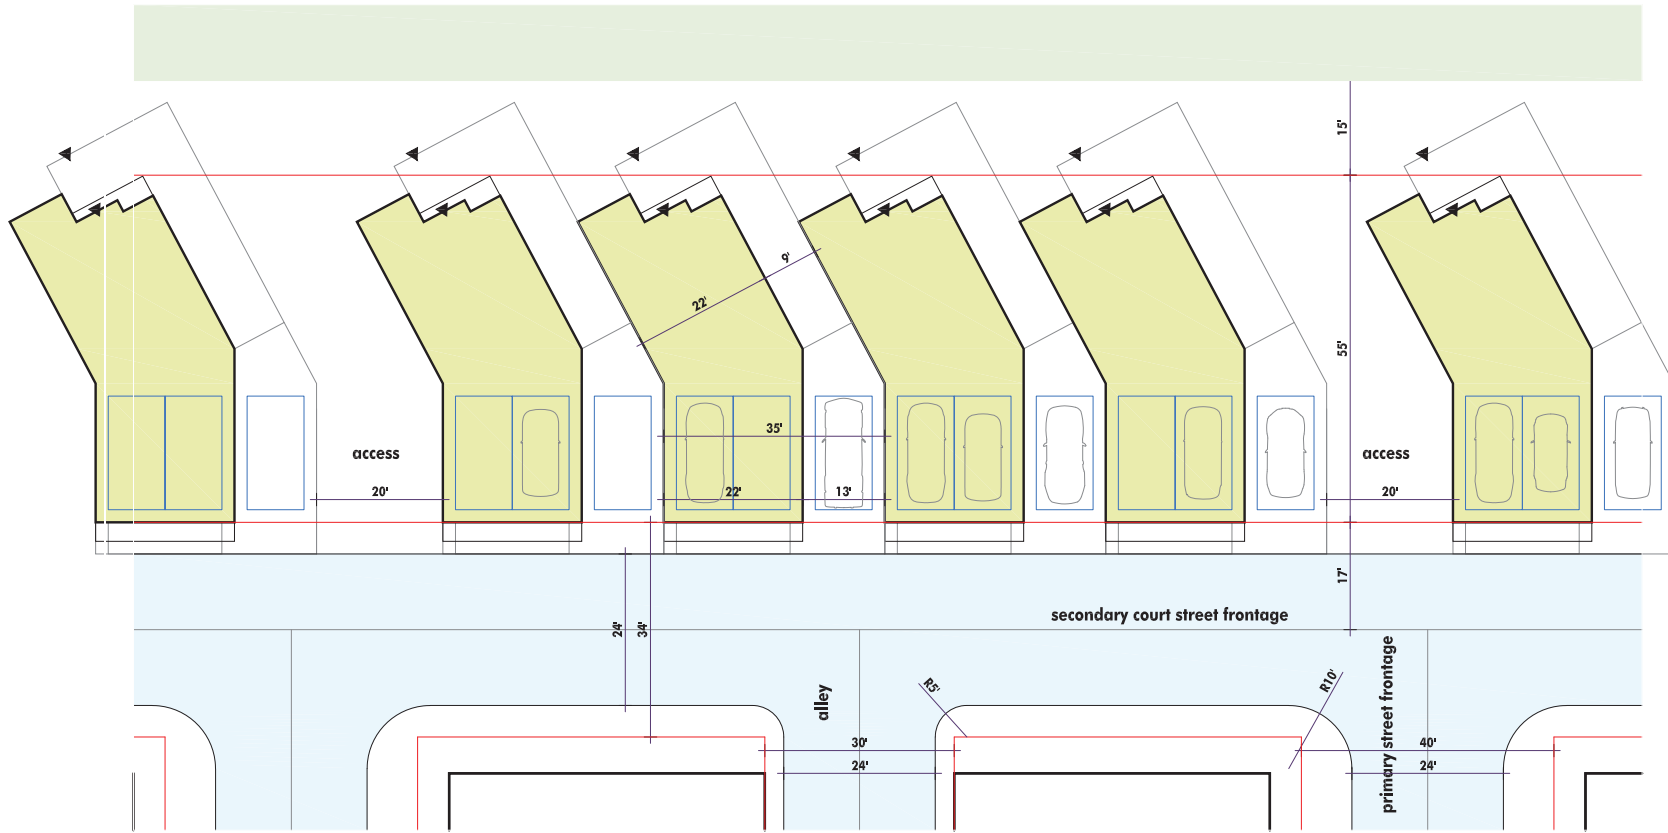 15'
9'
22'
55'
35'
access
access
20'
22'
13'
20'
17'
secondary court street frontage
24'
34'
primary street frontage
R5'
R10'
alley
30'
40'
24'
24'